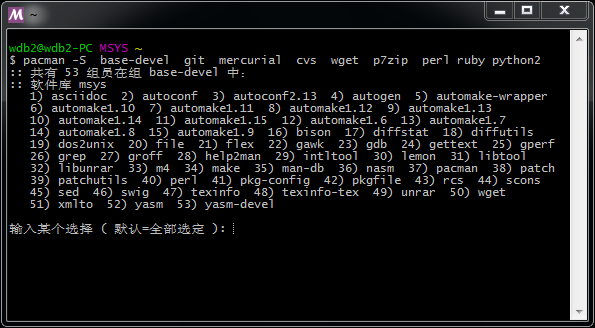 ~
wdb2@wdb2-PC MSYS ~
$ pacman -S  base-devel  git  mercurial  cvs  wget  p7zip  perl ruby python2
:: 共有 53 组员在组 base-devel 中:
:: 软件库 msys
1) asciidoc  2) autoconf  3) autoconf2.13  4) autogen  5) automake-wrapper
6) automake1.10  7) automake1.11  8) automake1.12  9) automake1.13
10) automake1.14  11) automake1.15  12) automake1.6  13) automake1.7
14) automake1.8  15) automake1.9  16) bison  17) diffstat  18) diffutils
19) dos2unix  20) file  21) flex  22) gawk  23) gdb  24) gettext  25) gperf
26) grep  27) groff  28) help2man  29) intltool  30) lemon  31) libtool
32) libunrar  33) m4  34) make  35) man-db  36) nasm  37) pacman  38) patch
39) patchutils  40) perl  41) pkg-config  42) pkgfile  43) rcs  44) scons
45) sed  46) swig  47) texinfo  48) texinfo-tex  49) unrar  50) wget
51) xmlto  52) yasm  53) yasm-devel
输入某个选择 ( 默认=全部选定 ):